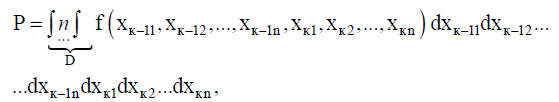 P = ∫ n ∫ f(x_{к−11}, x_{к−12}, ..., x_{к−1n}, x_{к1}, x_{к2}, ..., x_{кn}) dx_{к−11}dx_{к−12}...
...
D
...dx_{к−1n}dx_{к1}dx_{к2}...dx_{кn},